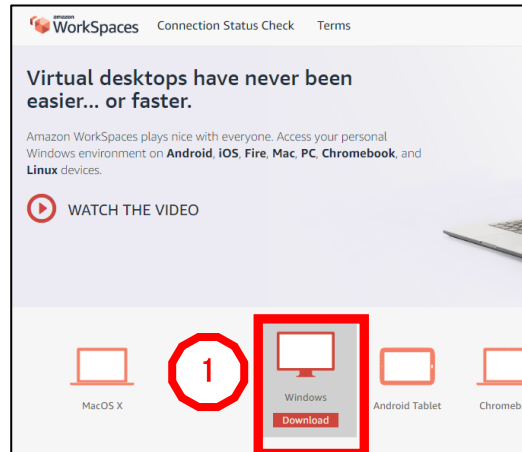 amazon
WorkSpaces Connection Status Check Terms
Virtual desktops have never been
easier... or faster.
Amazon WorkSpaces plays nice with everyone. Access your personal
Windows environment on Android, iOS, Fire, Mac, PC, Chromebook, and
Linux devices.
WATCH THE VIDEO
1
MacOS X Windows Android Tablet Chromeb
Download